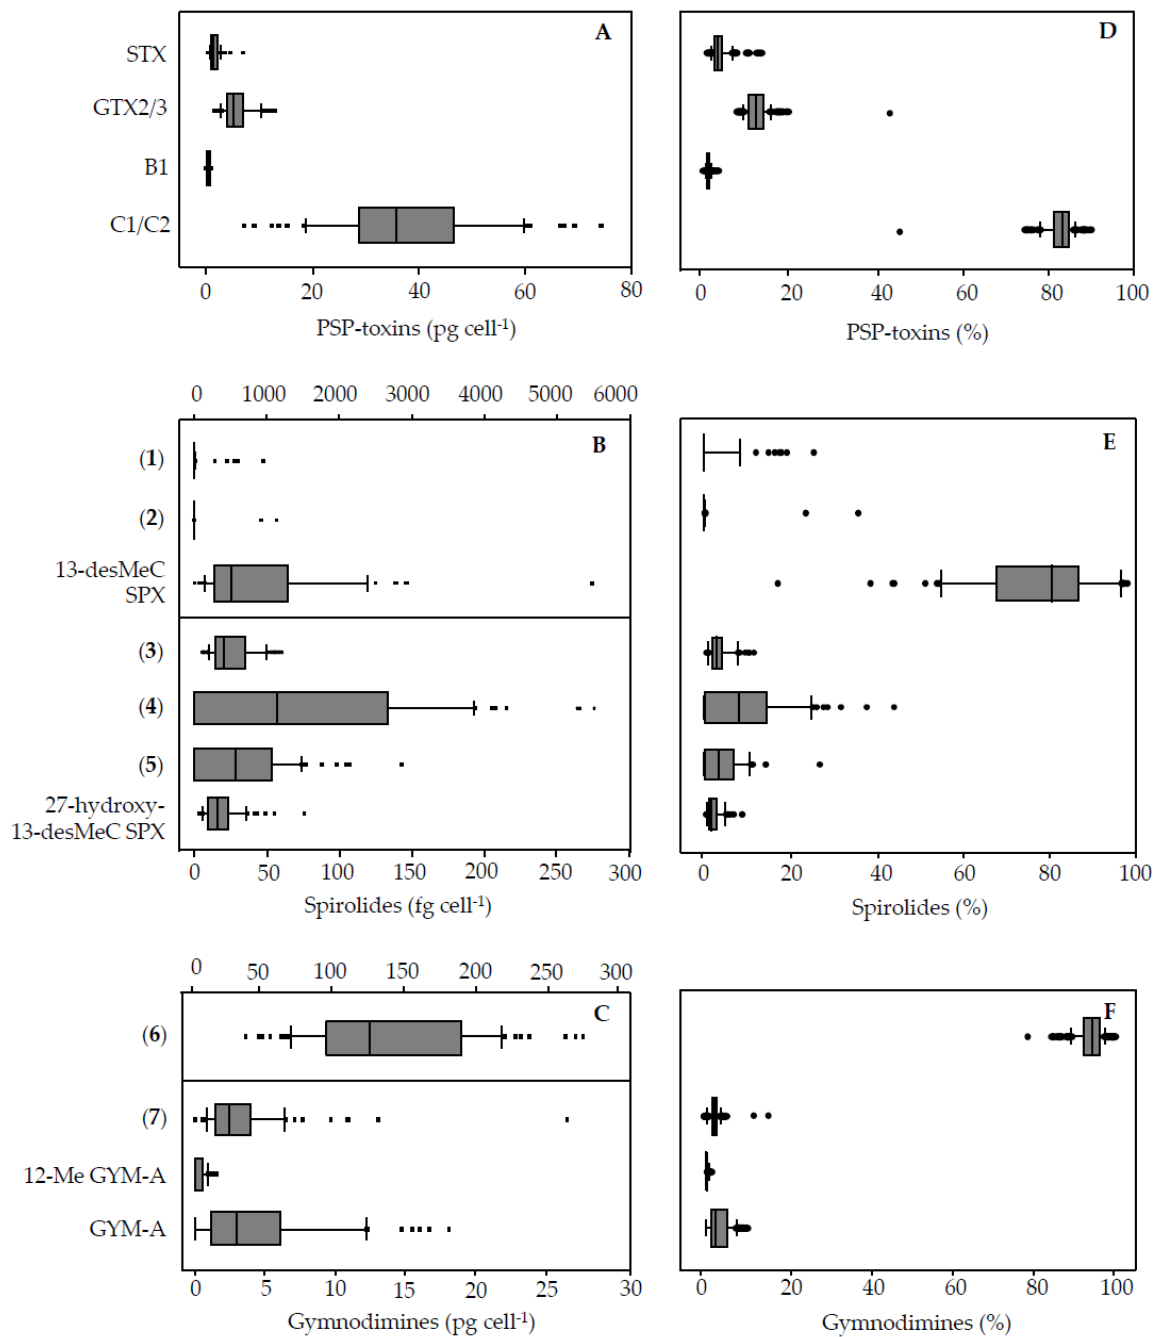 A
STX
GTX2/3
B1
C1/C2
0 20 40 60 80
PSP-toxins (pg cell-1)
D
0 20 40 60 80 100
PSP-toxins (%)
0 1000 2000 3000 4000 5000 6000
B
(1)
(2)
13-desMeC
SPX
(3)
(4)
(5)
27-hydroxy-
13-desMeC SPX
0 50 100 150 200 250 300
Spirolides (fg cell-1)
E
0 20 40 60 80 100
Spirolides (%)
0 50 100 150 200 250 300
C
(6)
(7)
12-Me GYM-A
GYM-A
0 5 10 15 20 25 30
Gymnodimines (pg cell-1)
F
0 20 40 60 80 100
Gymnodimines (%)